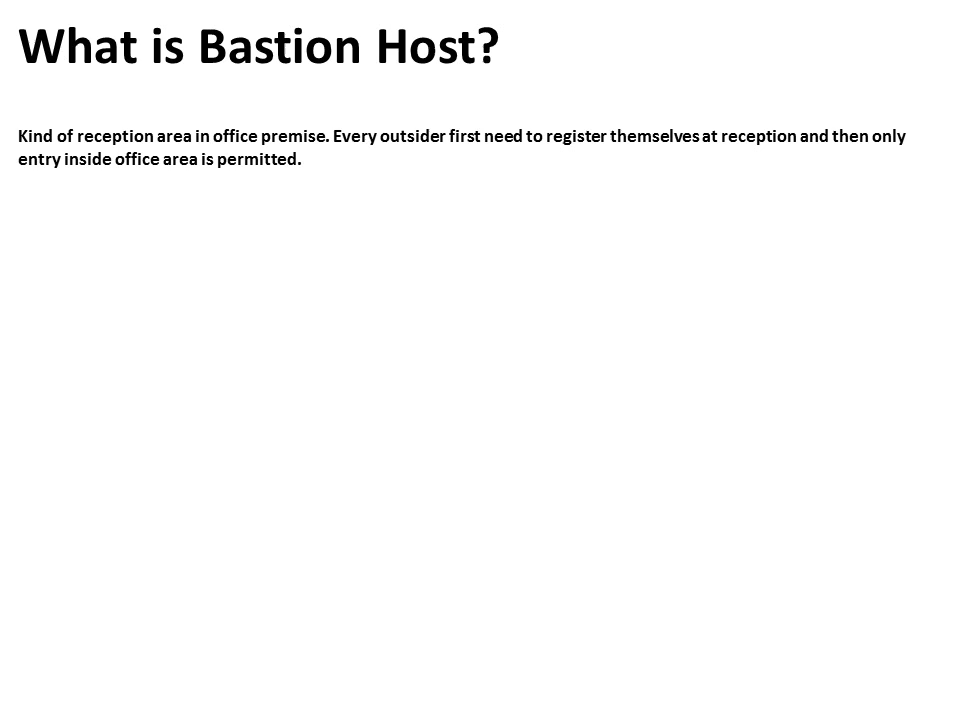 What is Bastion Host?
Kind of reception area in office premise. Every outsider first need to register themselves at reception and then only
entry inside office area is permitted.